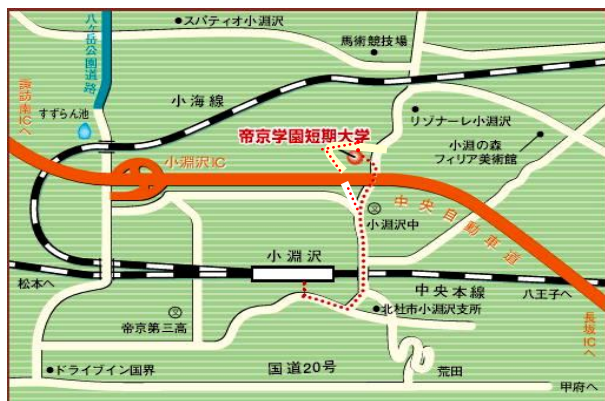 スパティオ小淵沢
八ヶ岳公園道路
馬術競技場
諏訪南ICへ
すずらん池
小海線
リゾナーレ小淵沢
帝京学園短期大学
小淵の森
フィリア美術館
小淵沢IC
文
小淵沢中
中央自動車道
小淵沢
松本へ
中央本線
八王子へ
文
帝京第三高
北杜市小淵沢支所
長坂ICへ
ドライブイン国界
国道20号
荒田
甲府へ